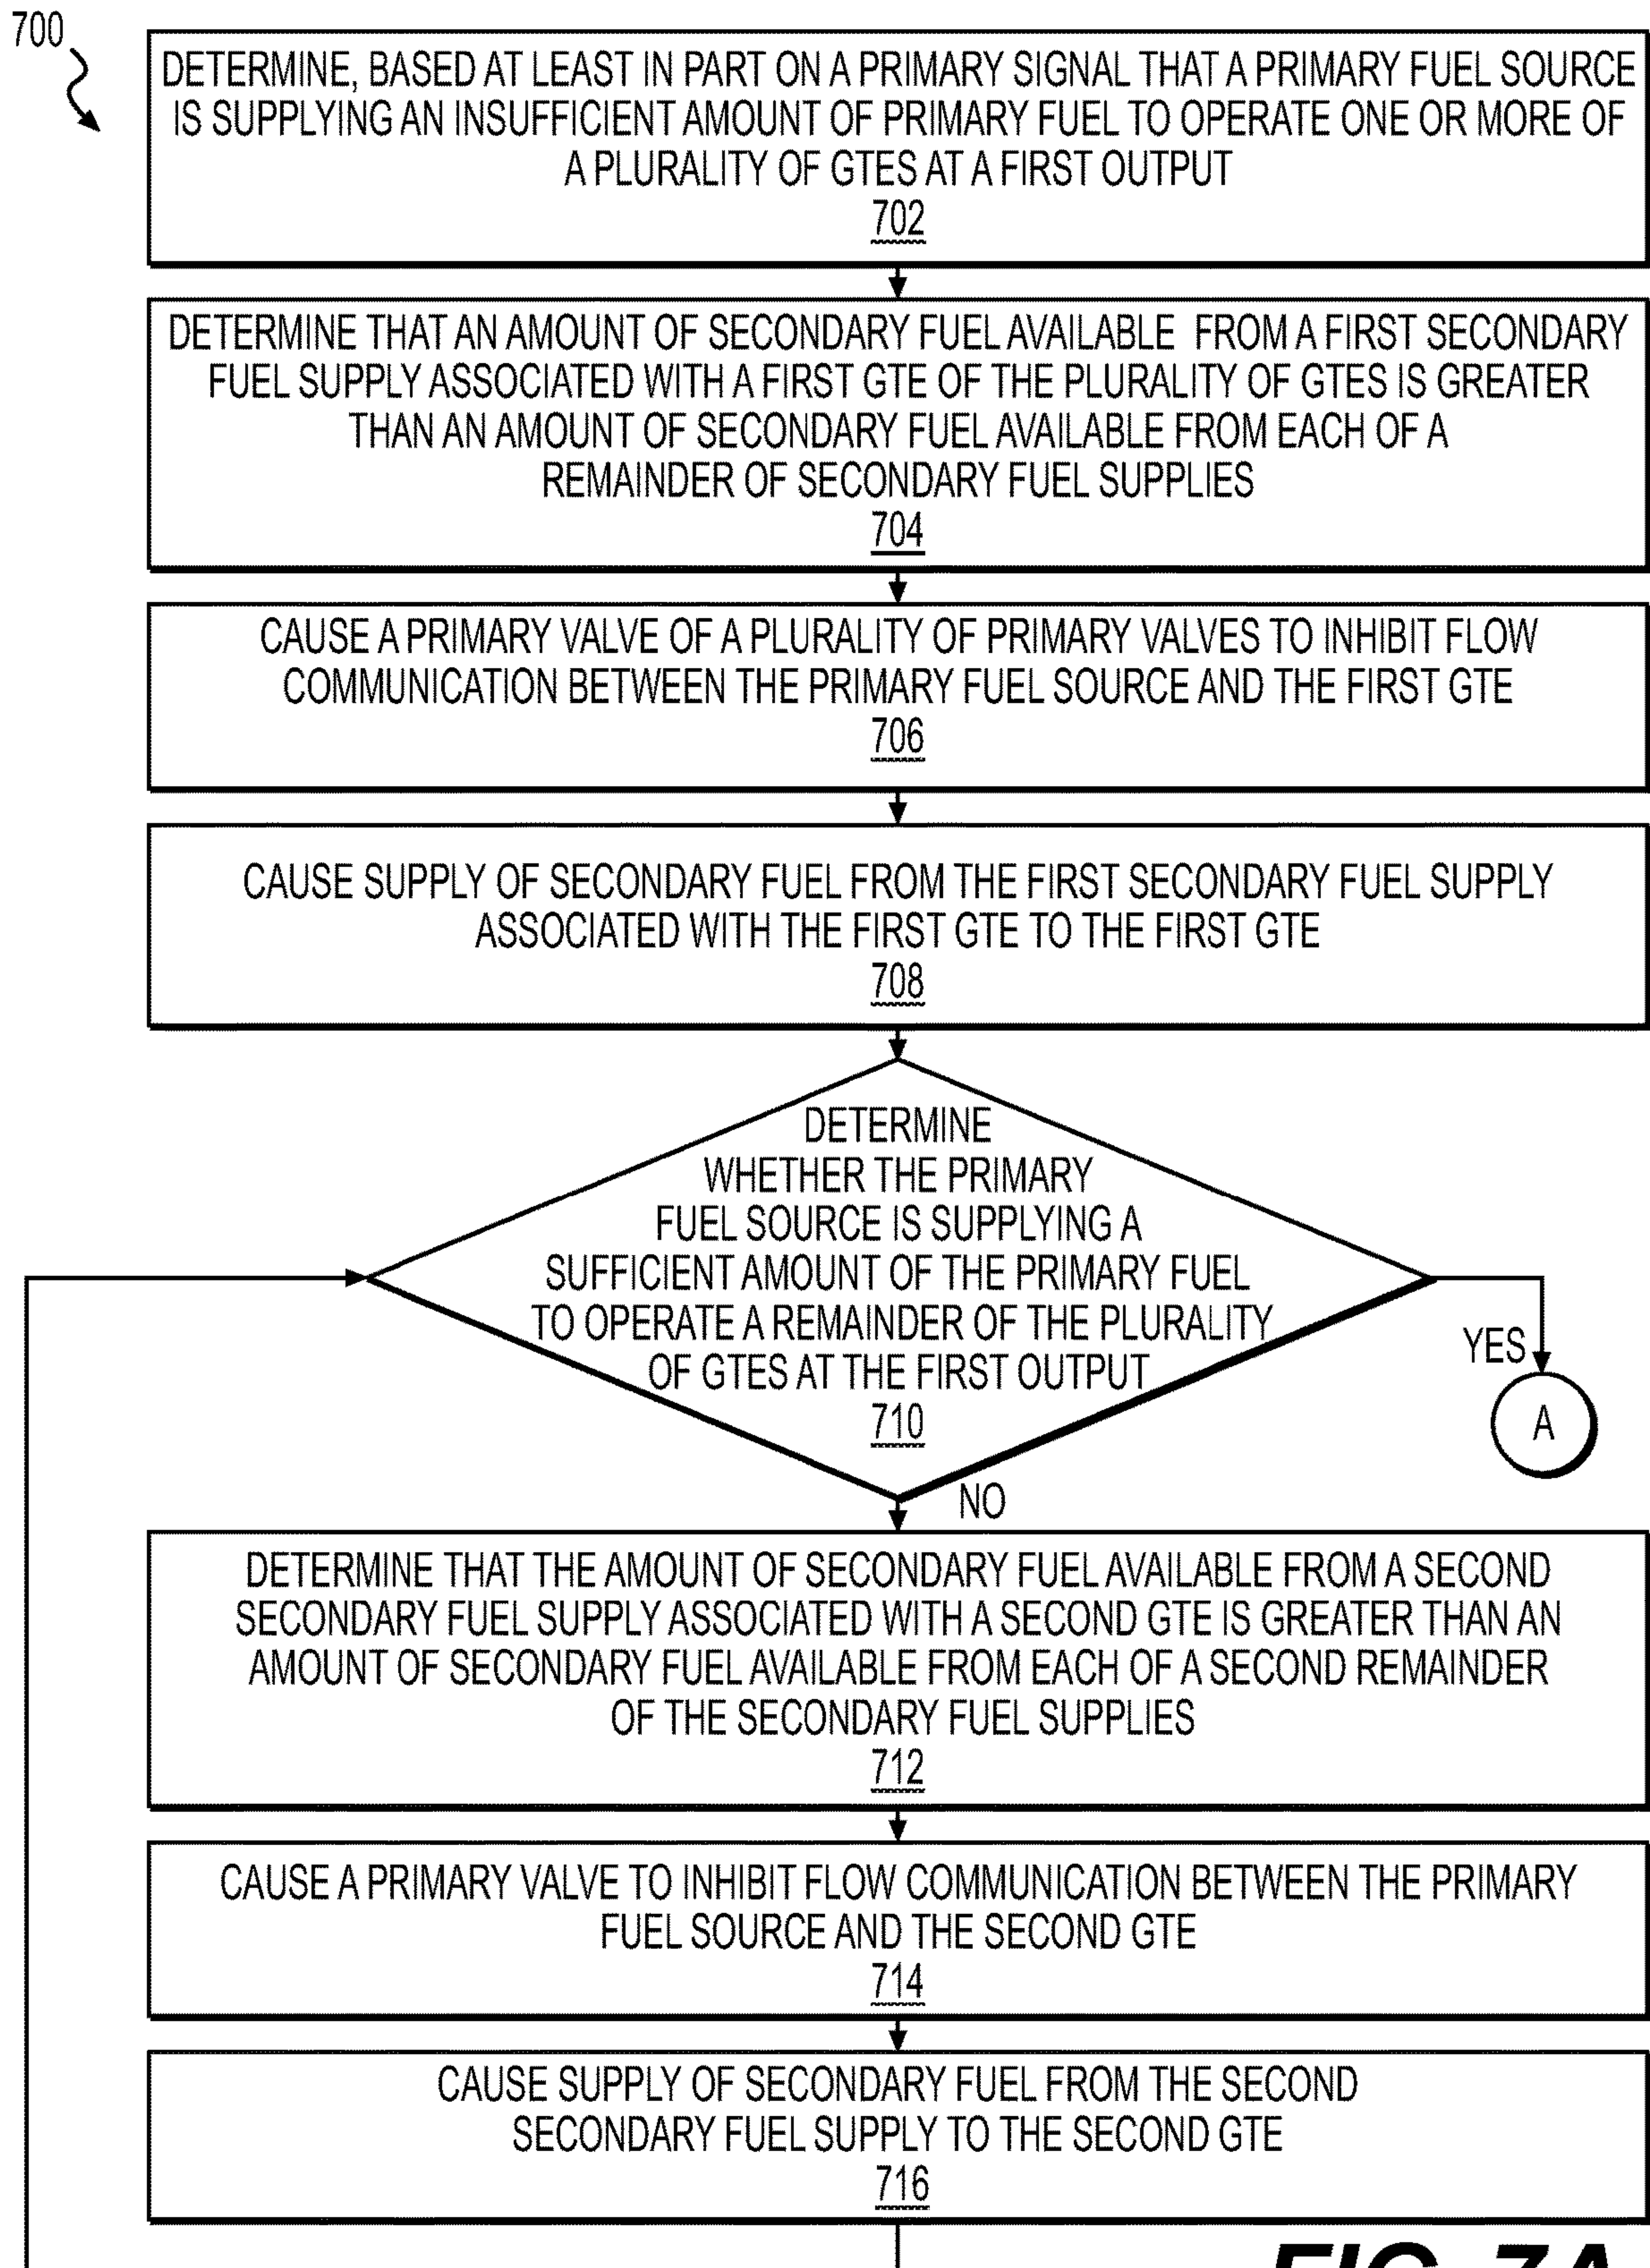 700
DETERMINE, BASED AT LEAST IN PART ON A PRIMARY SIGNAL THAT A PRIMARY FUEL SOURCE
IS SUPPLYING AN INSUFFICIENT AMOUNT OF PRIMARY FUEL TO OPERATE ONE OR MORE OF
A PLURALITY OF GTES AT A FIRST OUTPUT
702
DETERMINE THAT AN AMOUNT OF SECONDARY FUEL AVAILABLE FROM A FIRST SECONDARY
FUEL SUPPLY ASSOCIATED WITH A FIRST GTE OF THE PLURALITY OF GTES IS GREATER
THAN AN AMOUNT OF SECONDARY FUEL AVAILABLE FROM EACH OF A
REMAINDER OF SECONDARY FUEL SUPPLIES
704
CAUSE A PRIMARY VALVE OF A PLURALITY OF PRIMARY VALVES TO INHIBIT FLOW
COMMUNICATION BETWEEN THE PRIMARY FUEL SOURCE AND THE FIRST GTE
706
CAUSE SUPPLY OF SECONDARY FUEL FROM THE FIRST SECONDARY FUEL SUPPLY
ASSOCIATED WITH THE FIRST GTE TO THE FIRST GTE
708
DETERMINE
WHETHER THE PRIMARY
FUEL SOURCE IS SUPPLYING A
SUFFICIENT AMOUNT OF THE PRIMARY FUEL
TO OPERATE A REMAINDER OF THE PLURALITY
OF GTES AT THE FIRST OUTPUT
710
YES
A
NO
DETERMINE THAT THE AMOUNT OF SECONDARY FUEL AVAILABLE FROM A SECOND
SECONDARY FUEL SUPPLY ASSOCIATED WITH A SECOND GTE IS GREATER THAN AN
AMOUNT OF SECONDARY FUEL AVAILABLE FROM EACH OF A SECOND REMAINDER
OF THE SECONDARY FUEL SUPPLIES
712
CAUSE A PRIMARY VALVE TO INHIBIT FLOW COMMUNICATION BETWEEN THE PRIMARY
FUEL SOURCE AND THE SECOND GTE
714
CAUSE SUPPLY OF SECONDARY FUEL FROM THE SECOND
SECONDARY FUEL SUPPLY TO THE SECOND GTE
716
FIG. 7A